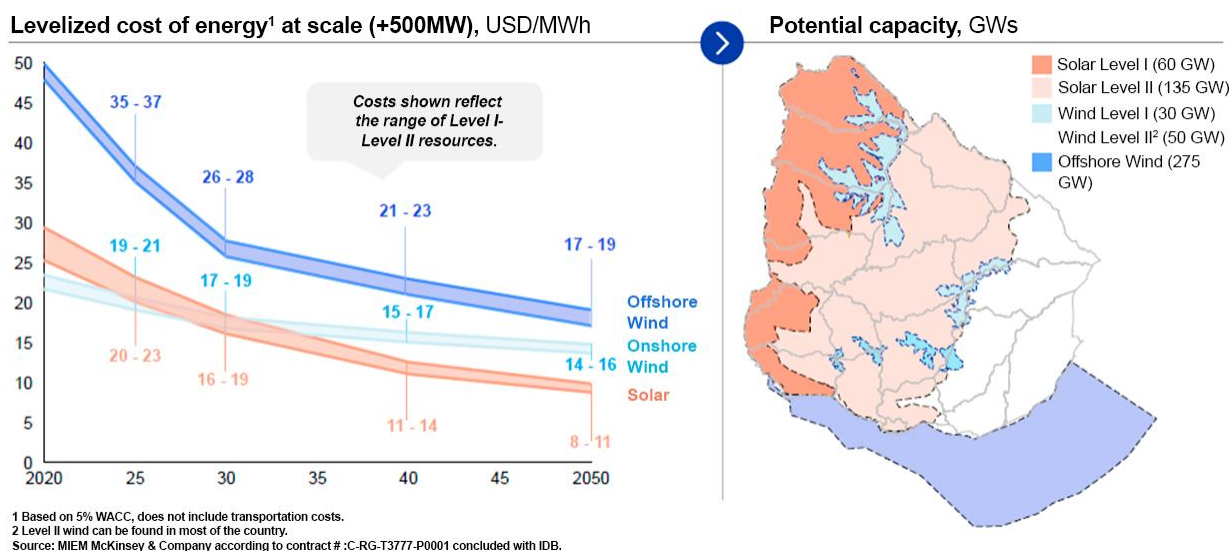 Levelized cost of energy¹ at scale (+500MW), USD/MWh
Potential capacity, GWs
50
45
40
35
30
25
20
15
10
5
0
2020
25
30
35
40
45
2050
35 - 37
26 - 28
21 - 23
17 - 19
19 - 21
17 - 19
15 - 17
14 - 16
20 - 23
16 - 19
11 - 14
8 - 11
Costs shown reflect
the range of Level I-
Level II resources.
Offshore
Wind
Onshore
Wind
Solar
Solar Level I (60 GW)
Solar Level II (135 GW)
Wind Level I (30 GW)
Wind Level II² (50 GW)
Offshore Wind (275
GW)
1 Based on 5% WACC, does not include transportation costs.
2 Level II wind can be found in most of the country.
Source: MIEM McKinsey & Company according to contract # :C-RG-T3777-P0001 concluded with IDB.